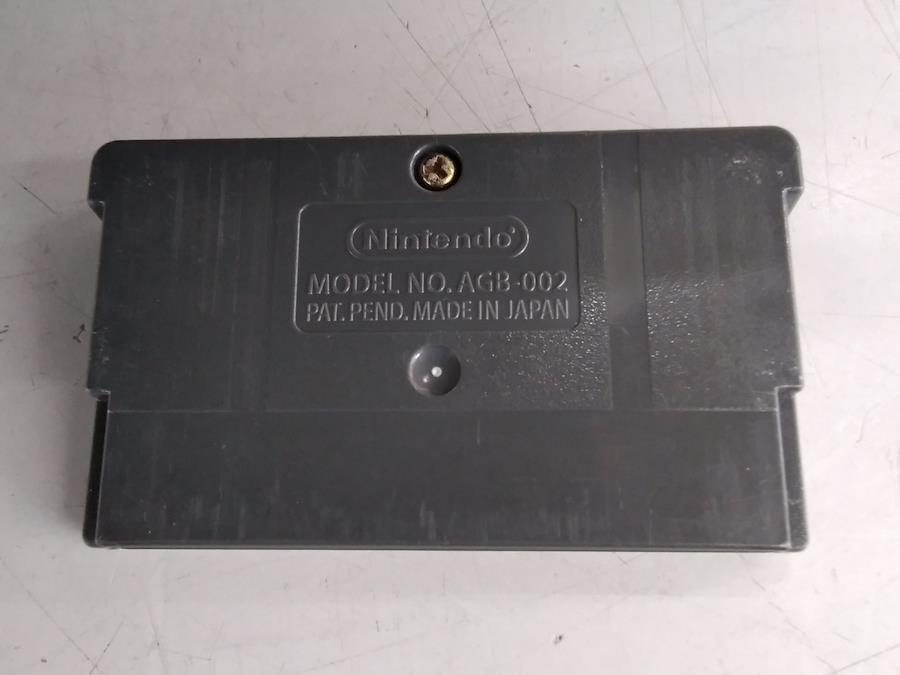 Nintendo
MODEL NO. AGB-002
PAT. PEND. MADE IN JAPAN